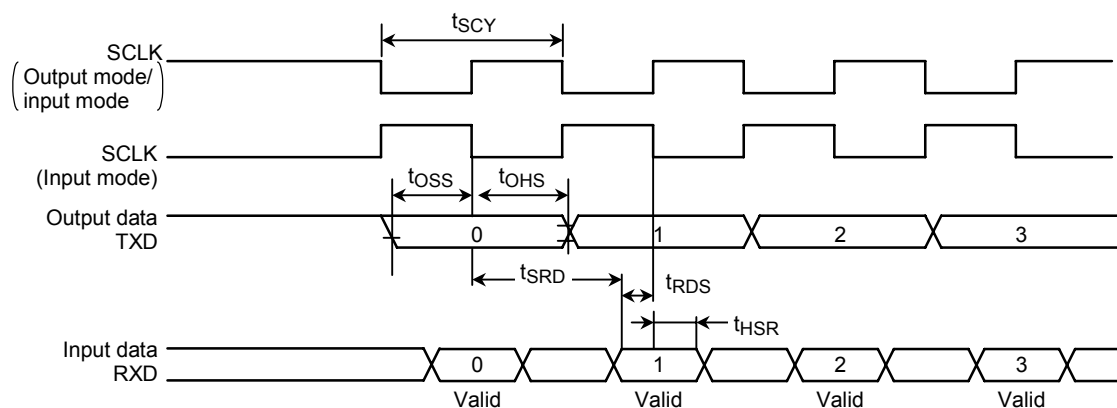 tSCY
SCLK
(Output mode/
input mode)
SCLK
(Input mode)
tOSS
tOHS
Output data
TXD
0
1
2
3
tSRD
tRDS
tHSR
Input data
RXD
0
1
2
3
Valid
Valid
Valid
Valid